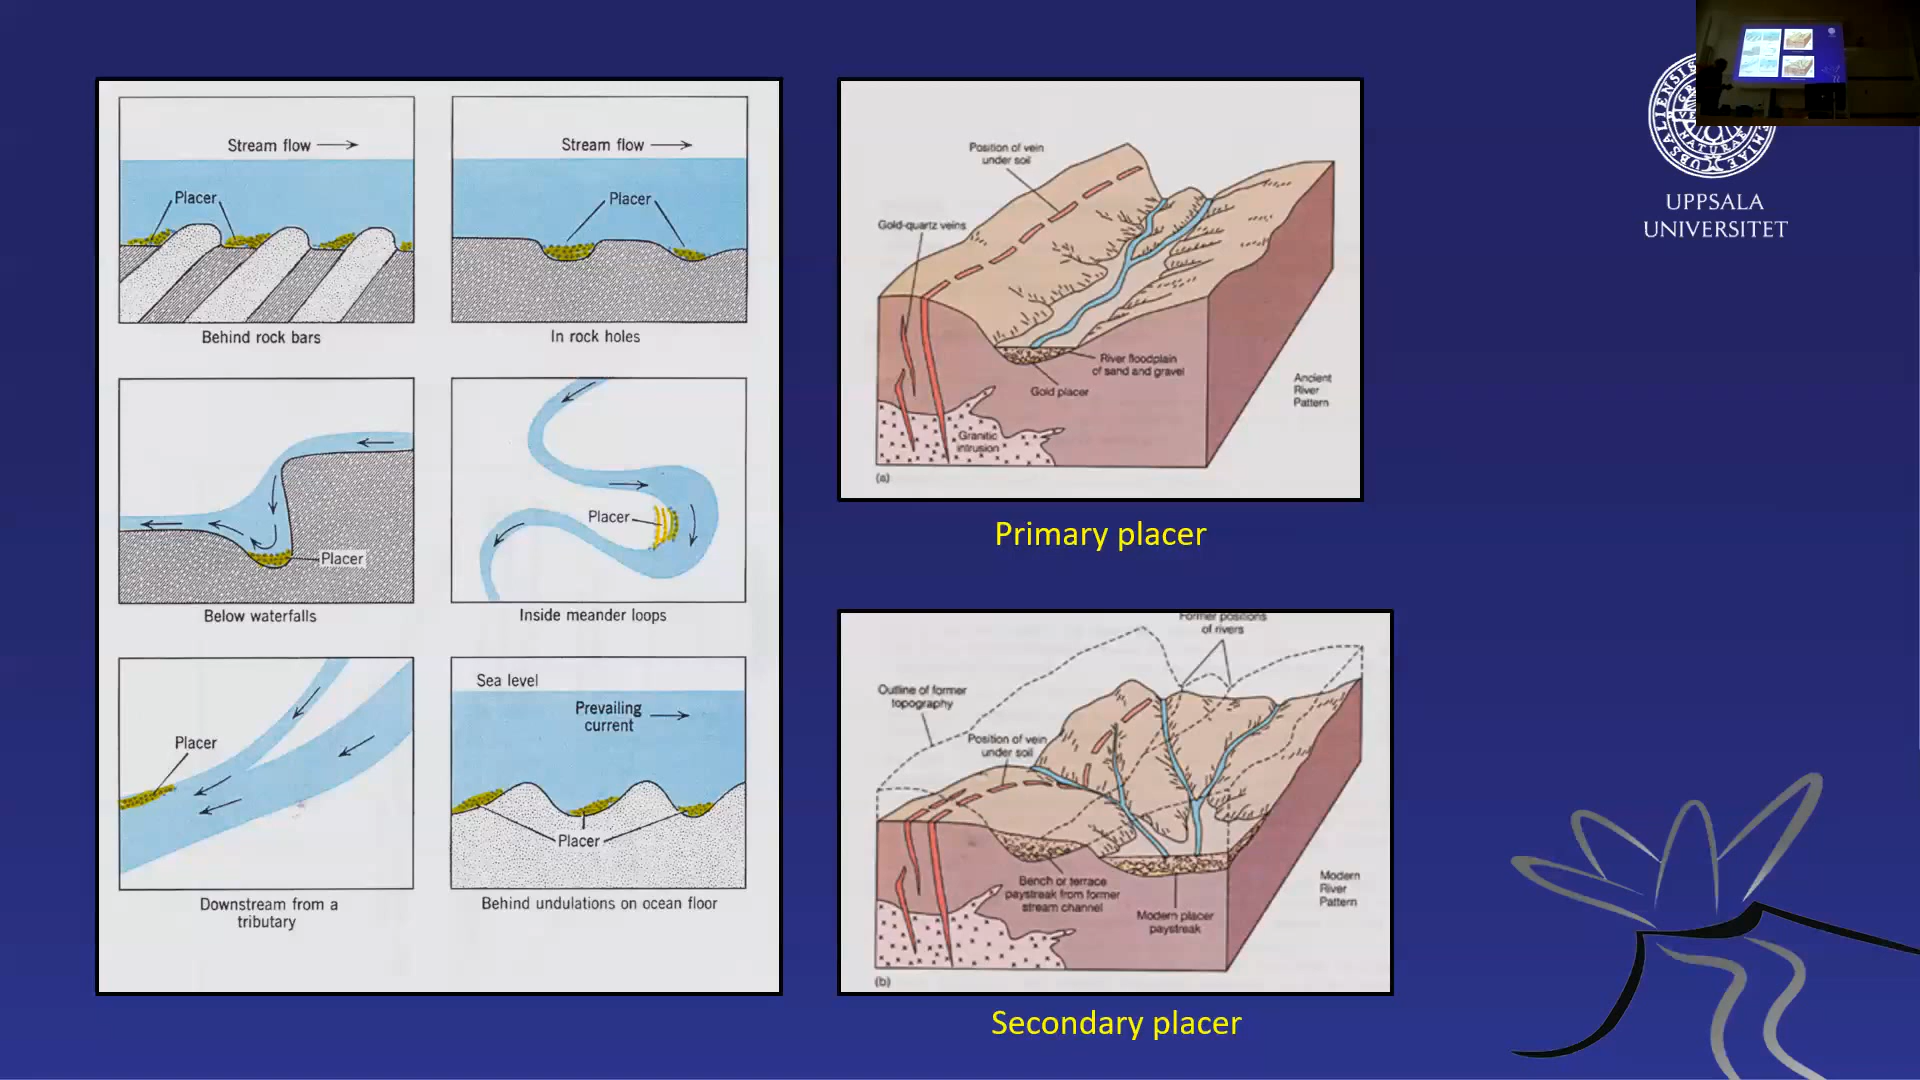 Stream flow
Placer
Behind rock bars
Stream flow
Placer
In rock holes
Placer
Below waterfalls
Placer
Inside meander loops
Placer
Downstream from a
tributary
Sea level
Prevailing
current
Placer
Behind undulations on ocean floor
Position of vein
under soil
Gold-quartz veins
River floodplain
of sand and gravel
Gold placer
Granitic
intrusion
Ancient
River
Pattern
(a)
Primary placer
Former positions
of rivers
Outline of former
topography
Position of vein
under soil
Bench or terrace
paystreak from former
stream channel
Modern placer
paystreak
Modern
River
Pattern
(b)
Secondary placer
UPPSALA
UNIVERSITET